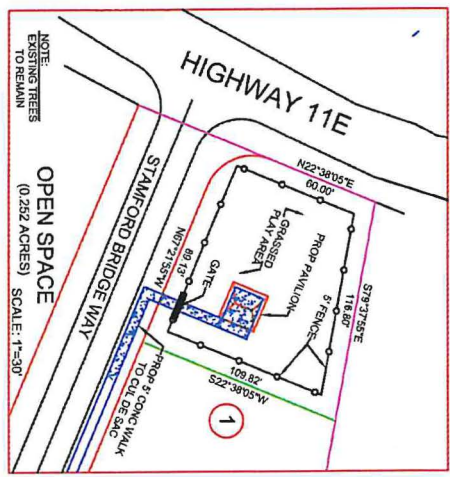 HIGHWAY 11E
N22°38'05"E
60.00'
S79°31'55"E
116.80'
6' FENCE
PROP PAVILION
GRASSED
PLAY AREA
GATE
89.13'
N67°21'55"W
109.82'
S22°38'05"W
1
STAMFORD BRIDGE WAY
PROP 5' CONC WALK
TO CUL DE SAC
NOTE:
EXISTING TREES
TO REMAIN
OPEN SPACE
(0.252 ACRES)
SCALE: 1"=30'